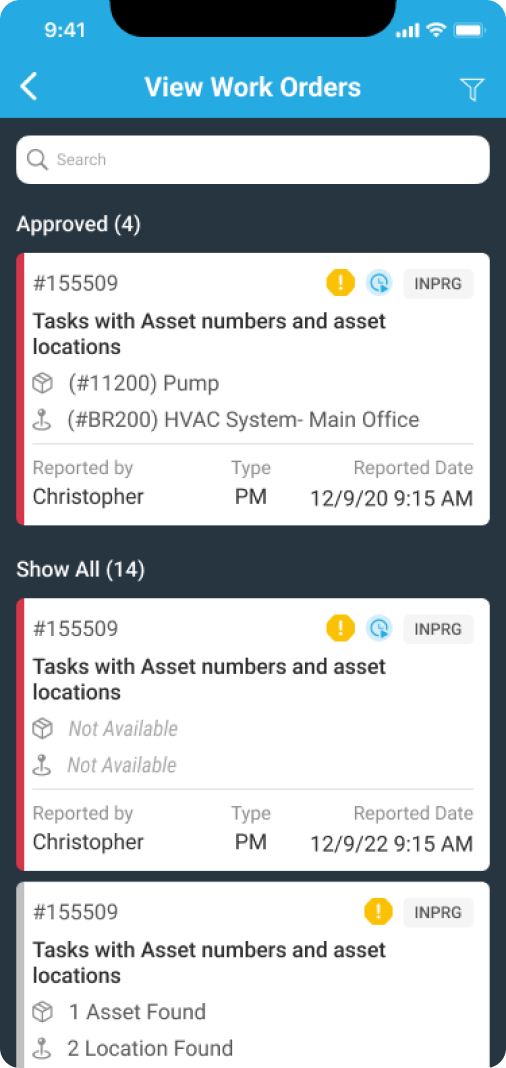 9:41
View Work Orders
Search
Approved (4)
#155509 ! INPRG
Tasks with Asset numbers and asset
locations
(#11200) Pump
(#BR200) HVAC System- Main Office
Reported by Type Reported Date
Christopher PM 12/9/20 9:15 AM
Show All (14)
#155509 ! INPRG
Tasks with Asset numbers and asset
locations
Not Available
Not Available
Reported by Type Reported Date
Christopher PM 12/9/22 9:15 AM
#155509 ! INPRG
Tasks with Asset numbers and asset
locations
1 Asset Found
2 Location Found